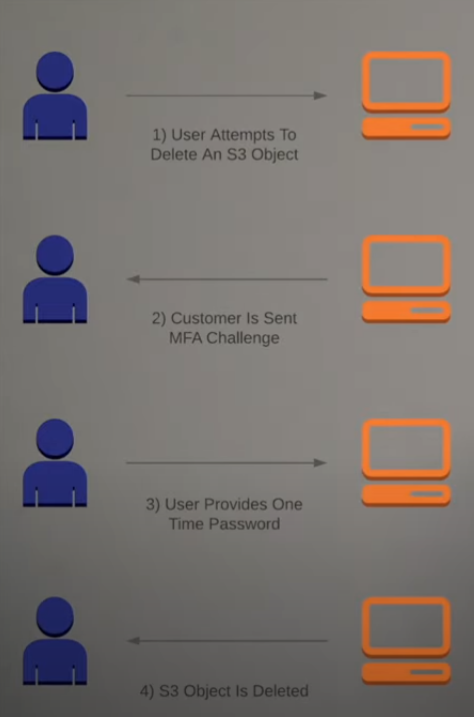 1) User Attempts To
Delete An S3 Object
2) Customer Is Sent
MFA Challenge
3) User Provides One
Time Password
4) S3 Object Is Deleted